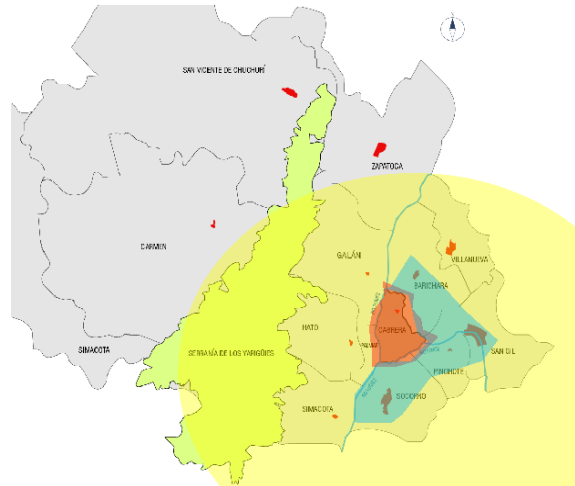 SAN VICENTE DE CHUCHURÍ
ZAPATOCA
CARMEN
GALÁN
VILLANUEVA
BARICHARA
HATO
CABRERA
SIMACOTA
SERRANÍA DE LOS YARGÜIES
SAN GIL
PINCHOTE
SIMACOTA
SOCORRO